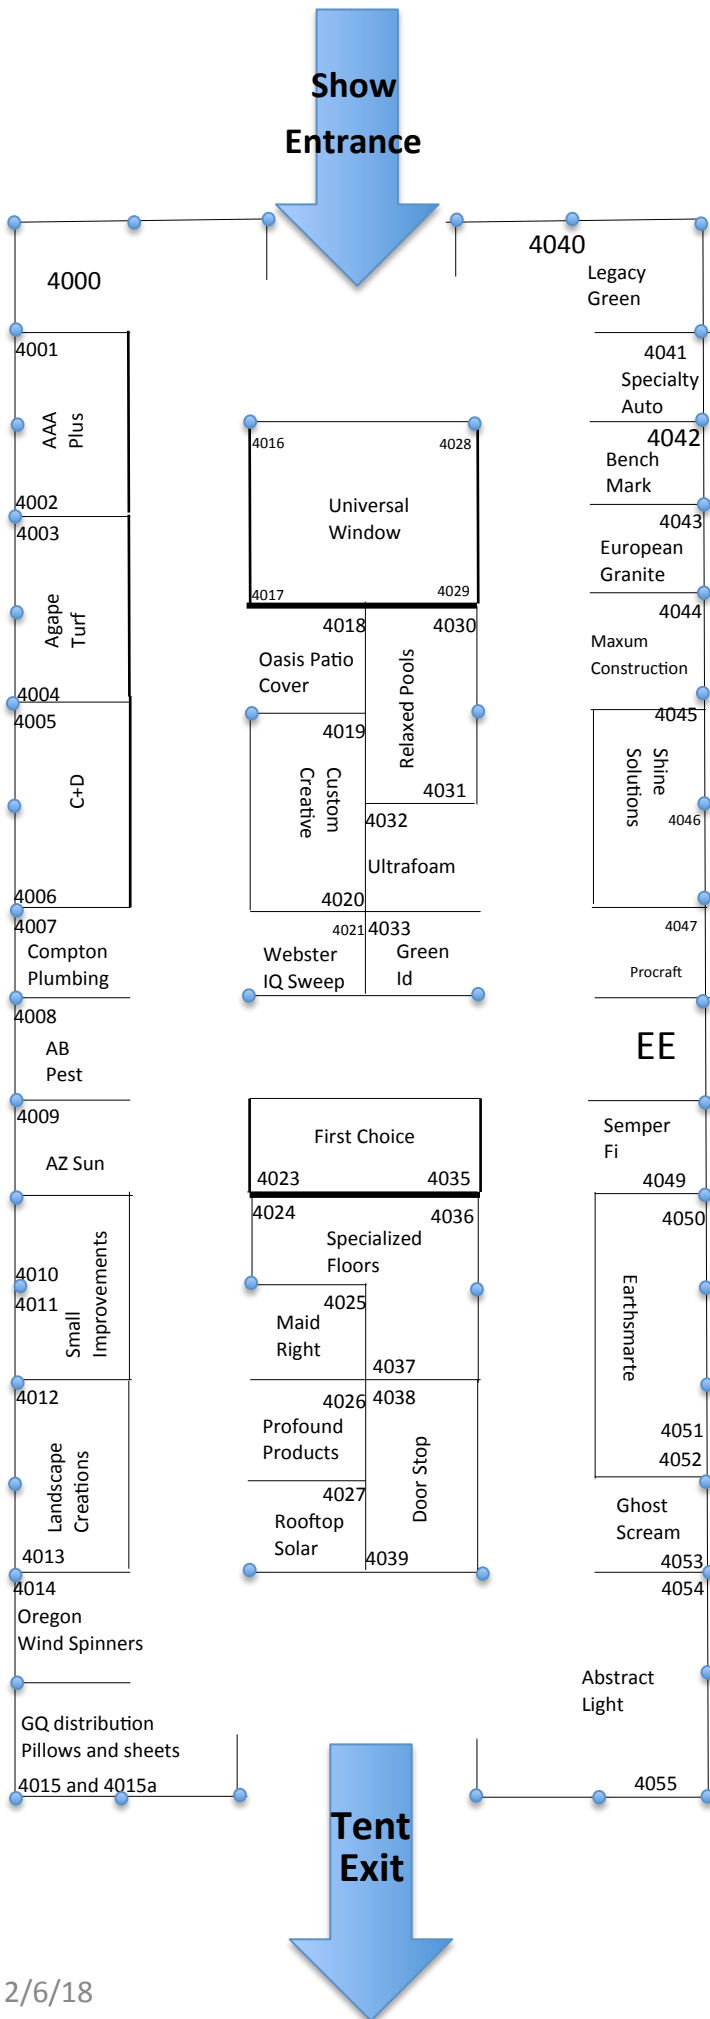 Show
Entrance
4000
4040
Legacy
Green
4001
AAA
Plus
4002
4003
Agape
Turf
4004
4005
C+D
4006
4007
Compton
Plumbing
4008
AB
Pest
4009
AZ Sun
4010
4011
Small
Improvements
4012
Landscape
Creations
4013
4014
Oregon
Wind Spinners
GQ distribution
Pillows and sheets
4015 and 4015a
4016
4028
Universal
Window
4017
4029
4018
4030
Oasis Patio
Cover
Relaxed Pools
4019
Custom
Creative
4031
4032
Ultrafoam
4020
4021
4033
Webster
IQ Sweep
Green
Id
First Choice
4023
4035
4024
4036
Specialized
Floors
4025
Maid
Right
4037
4026
4038
Profound
Products
Door Stop
4027
Rooftop
Solar
4039
4041
Specialty
Auto
4042
Bench
Mark
4043
European
Granite
4044
Maxum
Construction
4045
Shine
Solutions
4046
4047
Procraft
EE
Semper
Fi
4049
4050
Earthsmarte
4051
4052
Ghost
Scream
4053
4054
Abstract
Light
4055
Tent
Exit
2/6/18